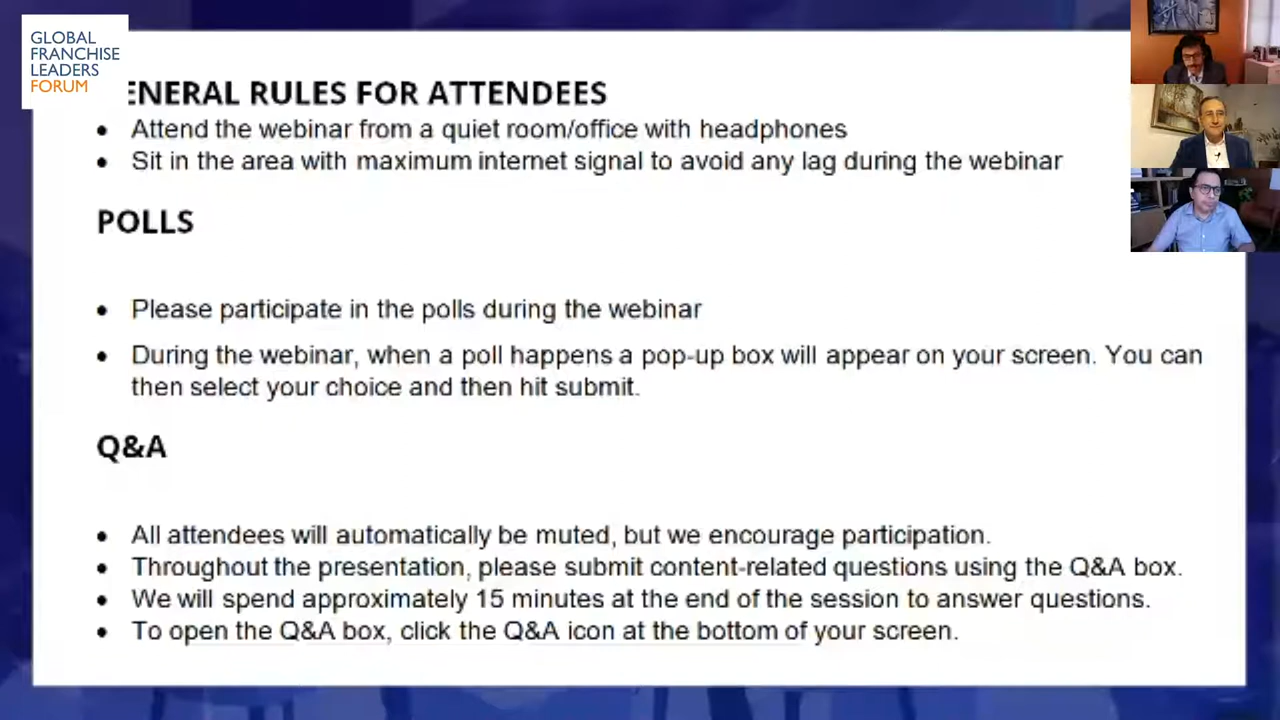 GLOBAL
FRANCHISE
LEADERS
FORUM
ENERAL RULES FOR ATTENDEES
• Attend the webinar from a quiet room/office with headphones
• Sit in the area with maximum internet signal to avoid any lag during the webinar
POLLS
• Please participate in the polls during the webinar
• During the webinar, when a poll happens a pop-up box will appear on your screen. You can
then select your choice and then hit submit.
Q&A
• All attendees will automatically be muted, but we encourage participation.
• Throughout the presentation, please submit content-related questions using the Q&A box.
• We will spend approximately 15 minutes at the end of the session to answer questions.
• To open the Q&A box, click the Q&A icon at the bottom of your screen.